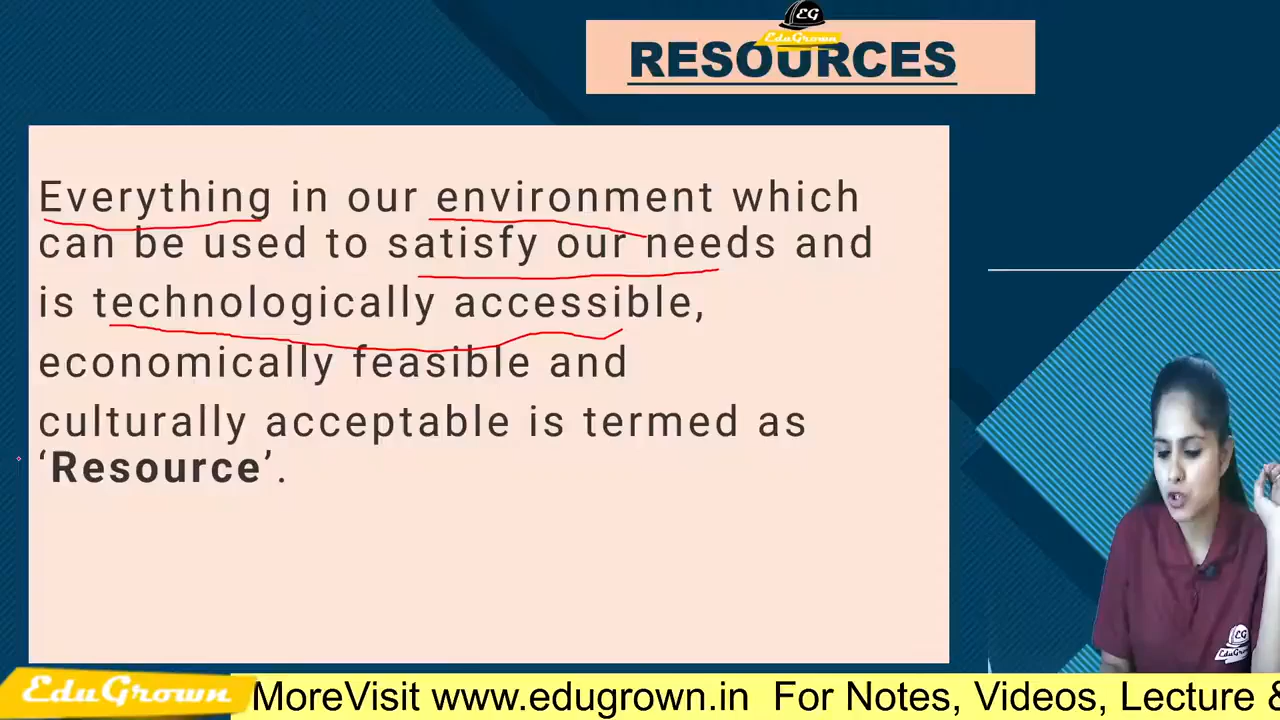 EG
EduGrown
RESOURCES
Everything in our environment which
can be used to satisfy our needs and
is technologically accessible,
economically feasible and
culturally acceptable is termed as
‘Resource’.
EG
EduGrown
MoreVisit www.edugrown.in For Notes, Videos, Lecture &